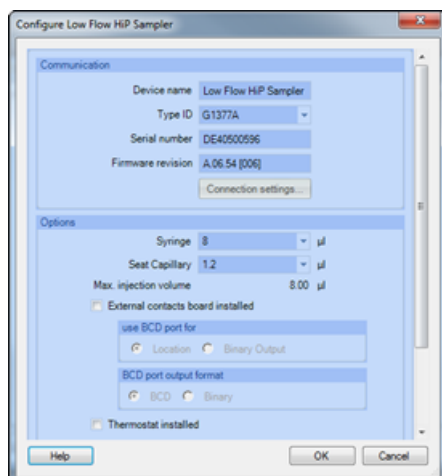 Configure Low Flow HiP Sampler
Communication
Device name Low Flow HiP Sampler
Type ID G1377A
Serial number DE40500596
Firmware revision A.06.54 [006]
Connection settings...
Options
Syringe 8 µl
Seat Capillary 1.2 µl
Max. injection volume 8.00 µl
External contacts board installed
use BCD port for
Location Binary Output
BCD port output format
BCD Binary
Thermostat installed
Help OK Cancel